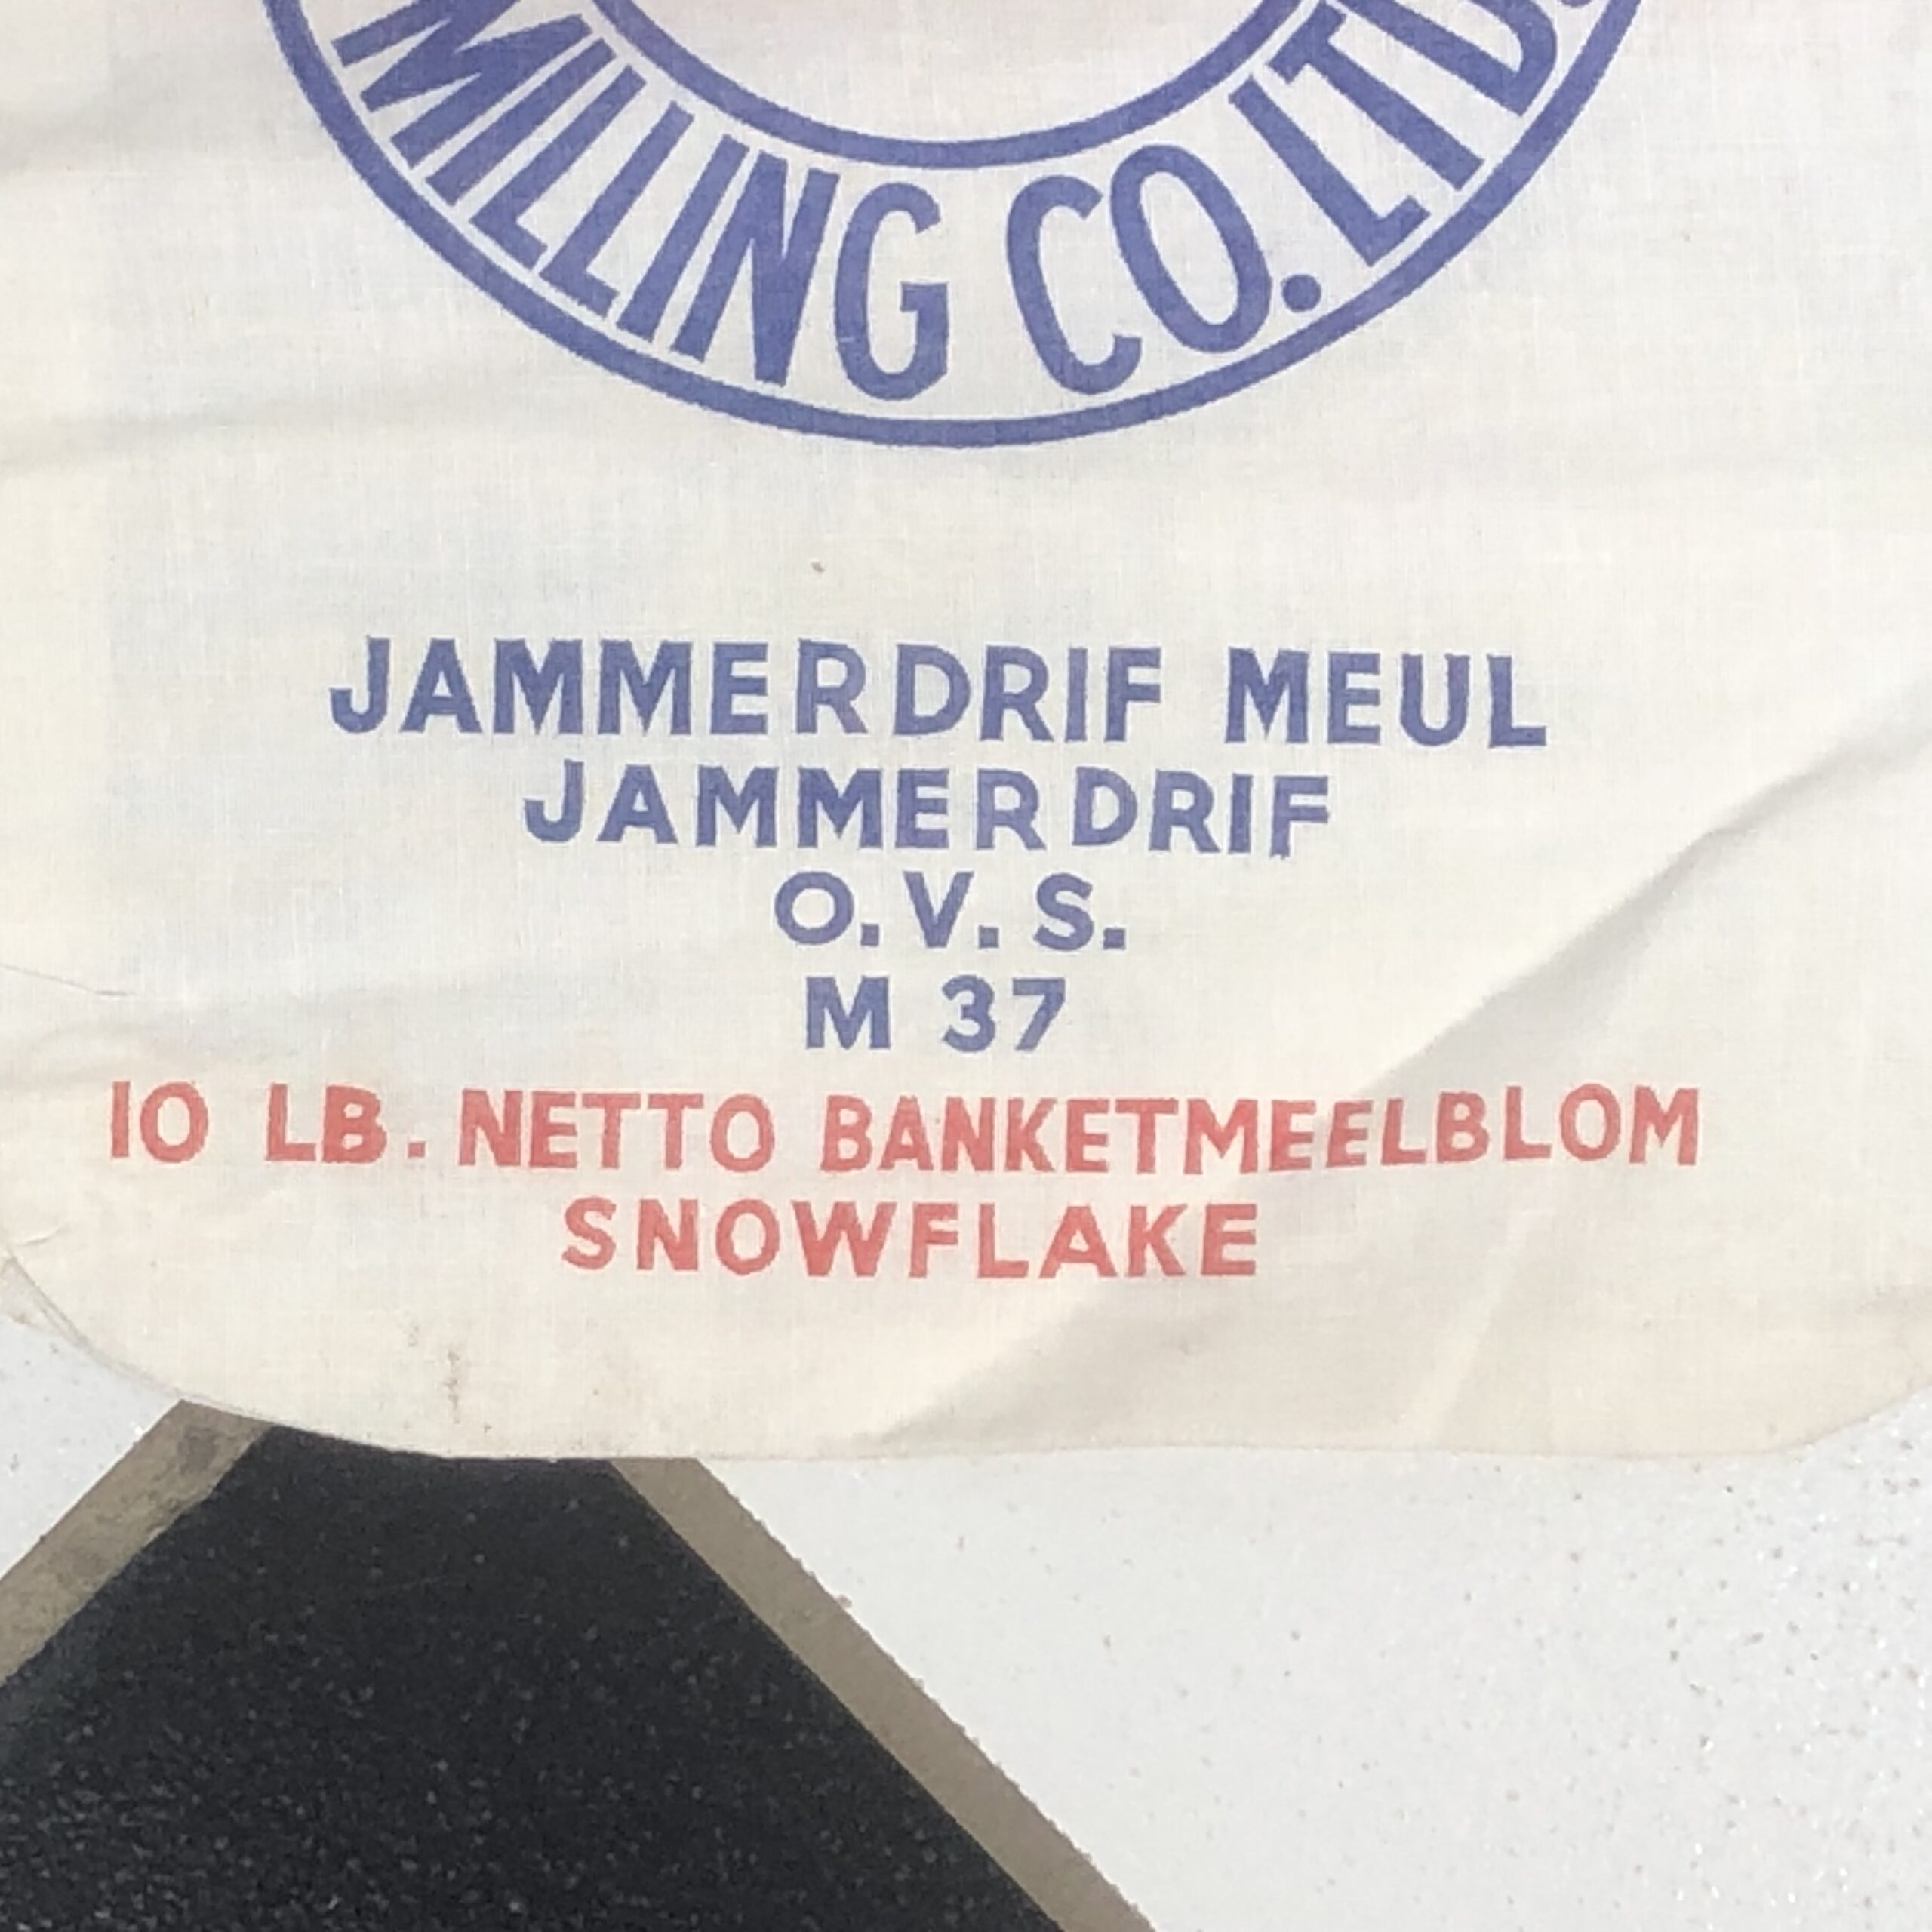 MILLING CO. LTD.
JAMMERDRIF MEUL
JAMMERDRIF
O.V.S.
M 37
10 LB. NETTO BANKETMEELBLOM
SNOWFLAKE